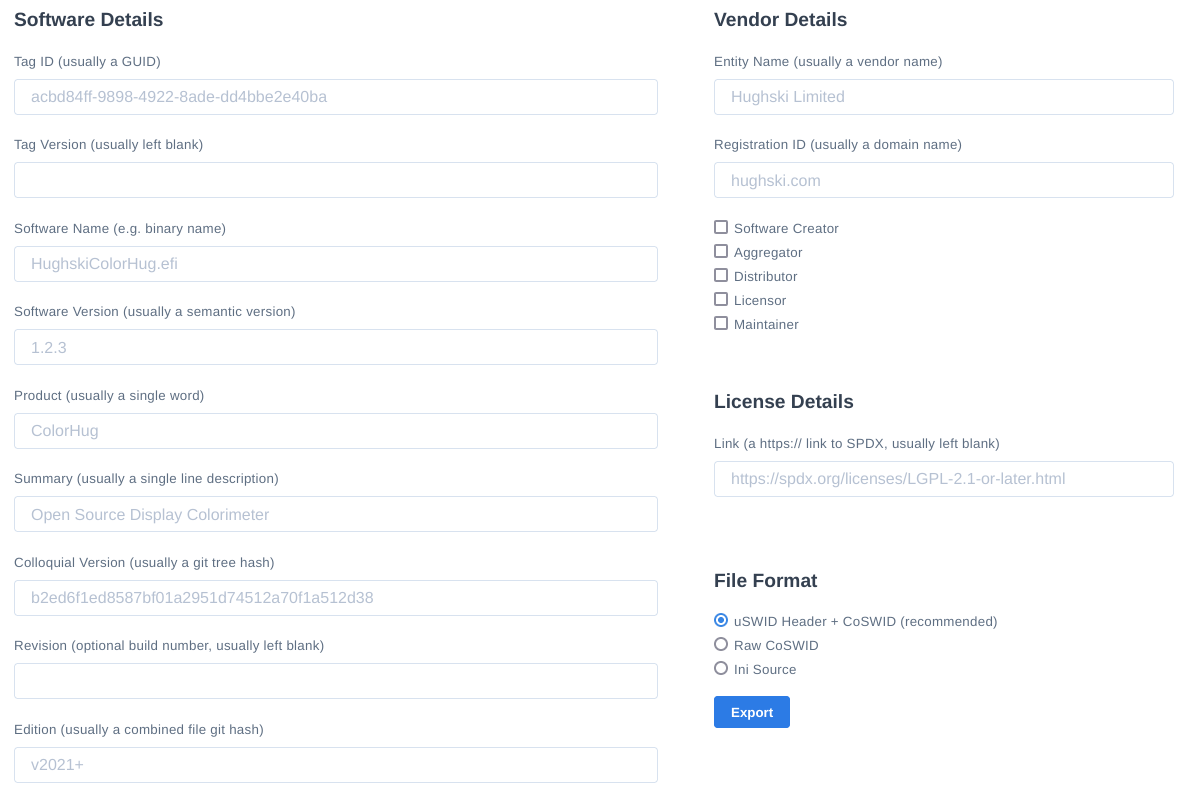 Software Details
Tag ID (usually a GUID)
acbd84ff-9898-4922-8ade-dd4bbe2e40ba
Tag Version (usually left blank)
Software Name (e.g. binary name)
HughskiColorHug.efi
Software Version (usually a semantic version)
1.2.3
Product (usually a single word)
ColorHug
Summary (usually a single line description)
Open Source Display Colorimeter
Colloquial Version (usually a git tree hash)
b2ed6f1ed8587bf01a2951d74512a70f1a512d38
Revision (optional build number, usually left blank)
Edition (usually a combined file git hash)
v2021+
Vendor Details
Entity Name (usually a vendor name)
Hughski Limited
Registration ID (usually a domain name)
hughski.com
Software Creator
Aggregator
Distributor
Licensor
Maintainer
License Details
Link (a https:// link to SPDX, usually left blank)
https://spdx.org/licenses/LGPL-2.1-or-later.html
File Format
uSWID Header + CoSWID (recommended)
Raw CoSWID
Ini Source
Export